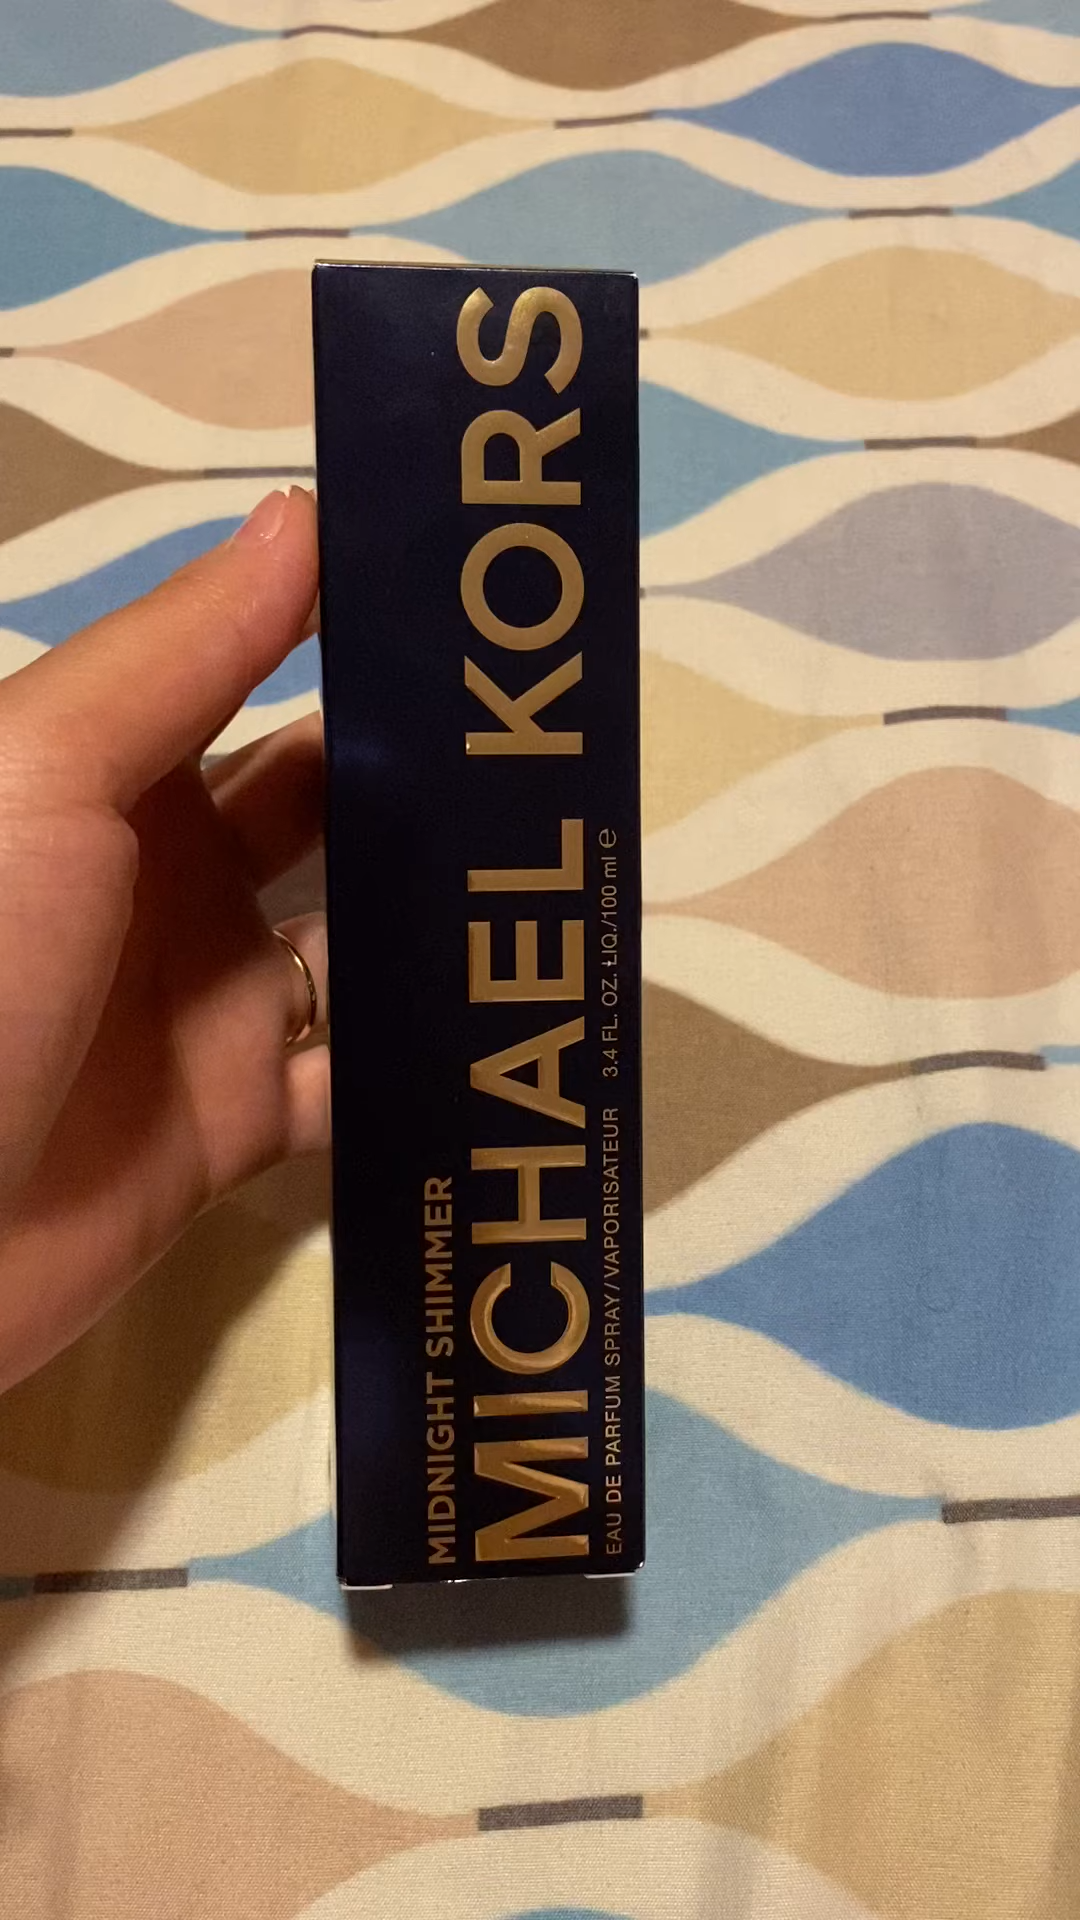 MIDNIGHT SHIMMER
MICHAEL KORS
EAU DE PARFUM SPRAY/VAPORISATEUR 3.4 FL. OZ. LIQ./100 ml ℮